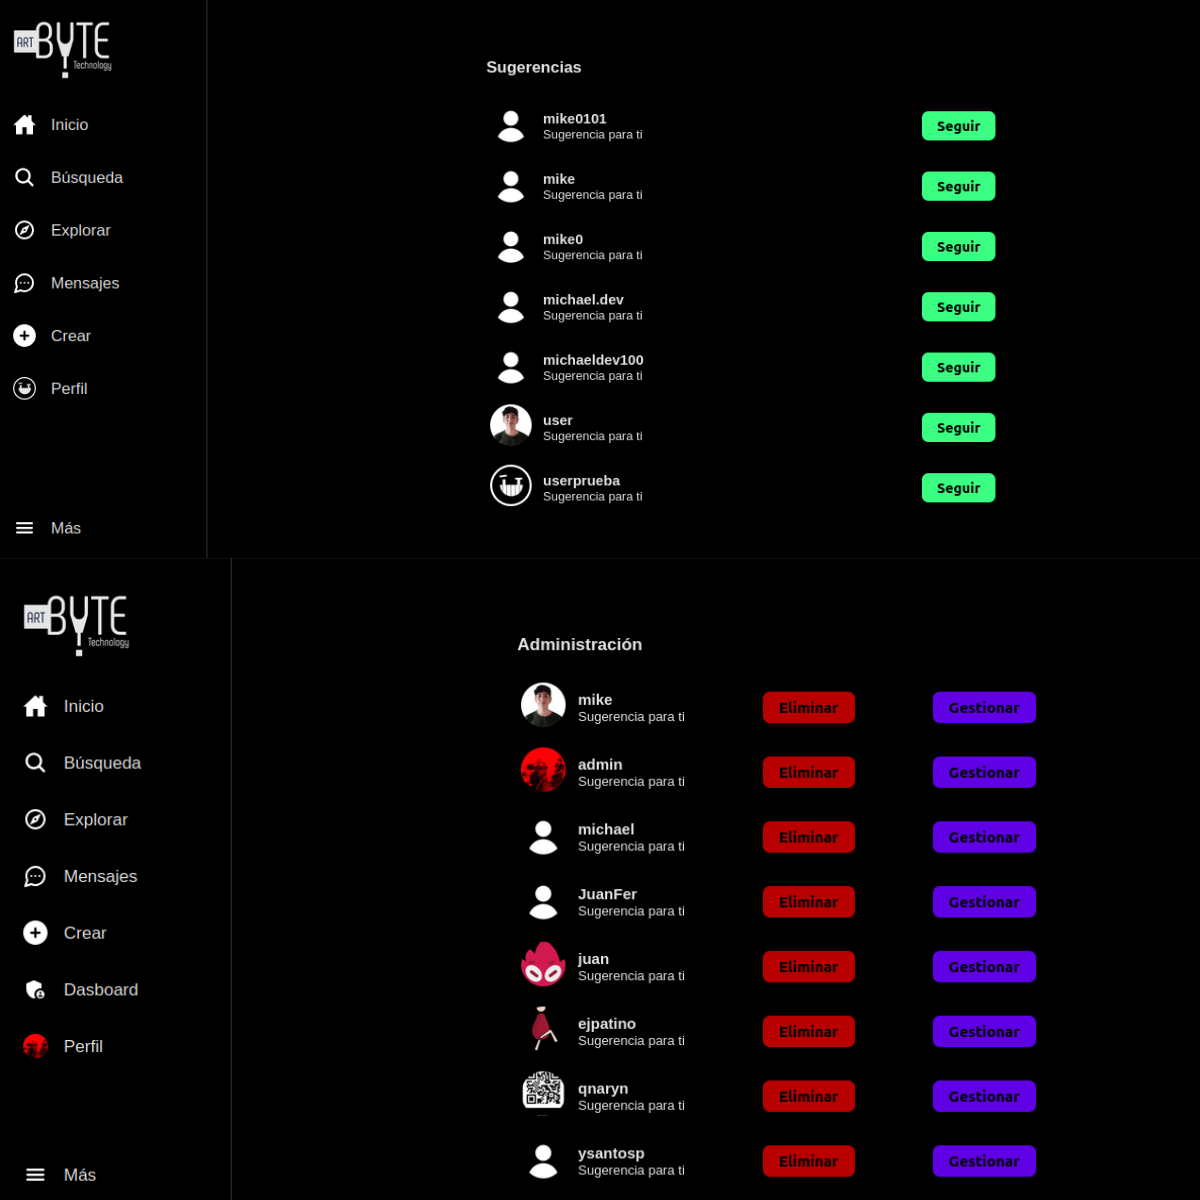 ART BYTE
Technology
Inicio
Búsqueda
Explorar
Mensajes
Crear
Perfil
Más
Sugerencias
mike0101
Sugerencia para ti
Seguir
mike
Sugerencia para ti
Seguir
mike0
Sugerencia para ti
Seguir
michael.dev
Sugerencia para ti
Seguir
michaeldev100
Sugerencia para ti
Seguir
user
Sugerencia para ti
Seguir
userprueba
Sugerencia para ti
Seguir
ART BYTE
Technology
Inicio
Búsqueda
Explorar
Mensajes
Crear
Dasboard
Perfil
Más
Administración
mike
Sugerencia para ti
Eliminar
Gestionar
admin
Sugerencia para ti
Eliminar
Gestionar
michael
Sugerencia para ti
Eliminar
Gestionar
JuanFer
Sugerencia para ti
Eliminar
Gestionar
juan
Sugerencia para ti
Eliminar
Gestionar
ejpatino
Sugerencia para ti
Eliminar
Gestionar
qnaryn
Sugerencia para ti
Eliminar
Gestionar
ysantosp
Sugerencia para ti
Eliminar
Gestionar